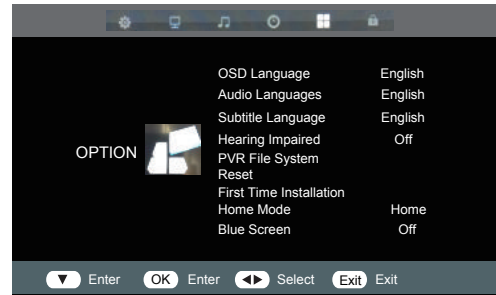 OSD Language English
Audio Languages English
Subtitle Language English
Hearing Impaired Off
OPTION
PVR File System
Reset
First Time Installation
Home Mode Home
Blue Screen Off
Enter OK Enter Select Exit Exit